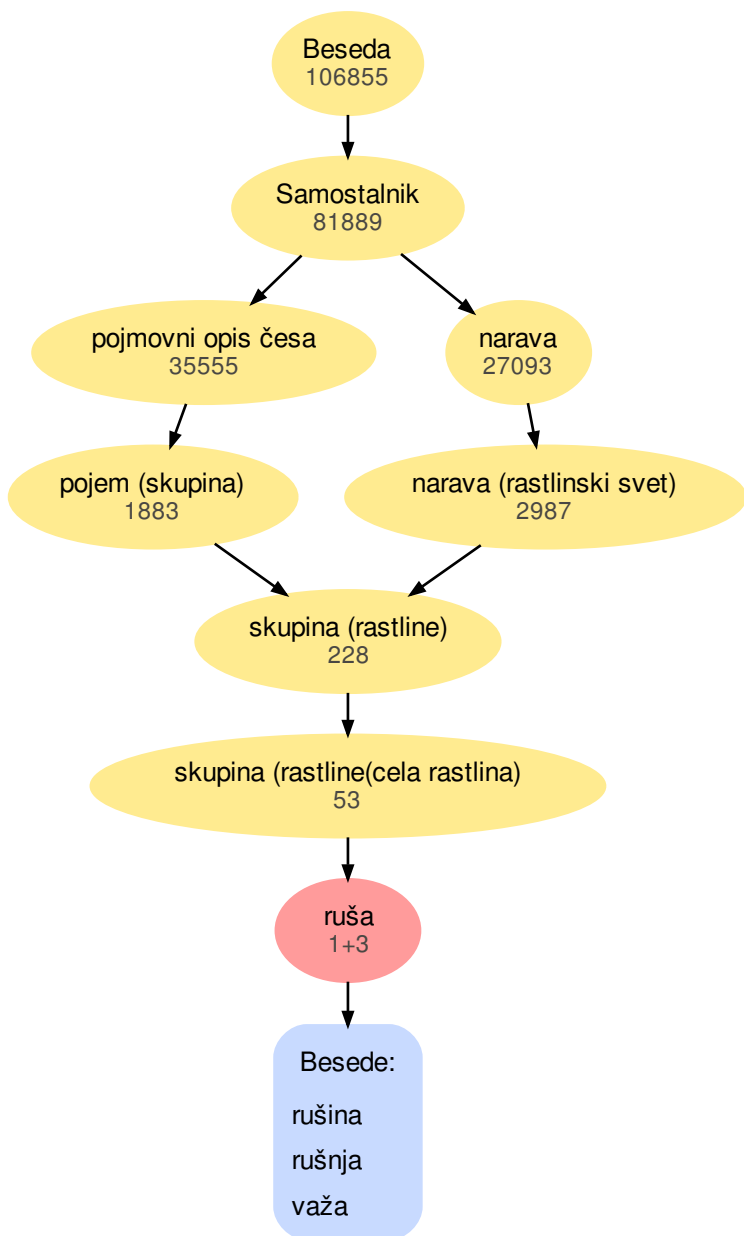 Beseda
106855
Samostalnik
81889
pojmovni opis česa
35555
narava
27093
pojem (skupina)
1883
narava (rastlinski svet)
2987
skupina (rastline)
228
skupina (rastline(cela rastlina)
53
ruša
1+3
Besede:
rušina
rušnja
važa